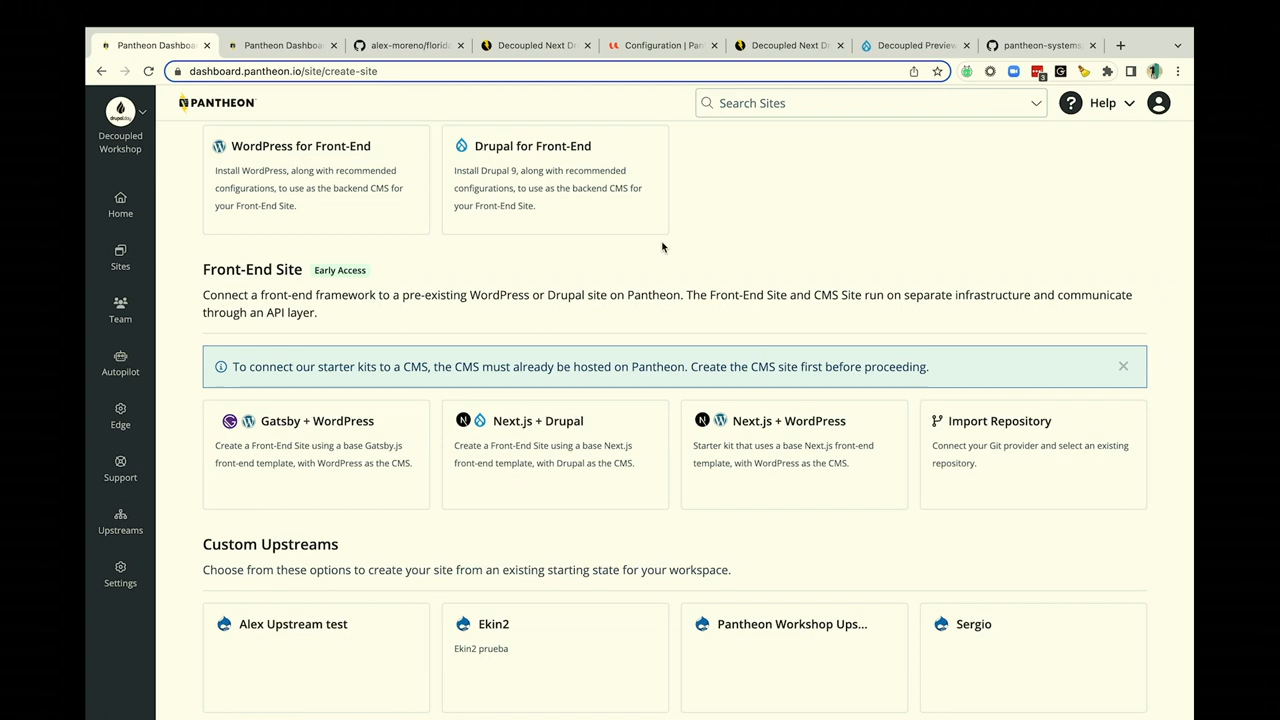 Pantheon Dashboa
Pantheon Dashboa
alex-moreno/florid
Decoupled Next D
Configuration | Pan
Decoupled Next D
Decoupled Preview
pantheon-systems
dashboard.pantheon.io/site/create-site
3
drupalday
Decoupled
Workshop
PANTHEON
Search Sites
? Help
Home
Sites
Team
Autopilot
Edge
Support
Upstreams
Settings
WordPress for Front-End
Install WordPress, along with recommended
configurations, to use as the backend CMS for
your Front-End Site.
Drupal for Front-End
Install Drupal 9, along with recommended
configurations, to use as the backend CMS for
your Front-End Site.
Front-End Site Early Access
Connect a front-end framework to a pre-existing WordPress or Drupal site on Pantheon. The Front-End Site and CMS Site run on separate infrastructure and communicate
through an API layer.
To connect our starter kits to a CMS, the CMS must already be hosted on Pantheon. Create the CMS site first before proceeding.
Gatsby + WordPress
Create a Front-End Site using a base Gatsby.js
front-end template, with WordPress as the CMS.
Next.js + Drupal
Create a Front-End Site using a base Next.js
front-end template, with Drupal as the CMS.
Next.js + WordPress
Starter kit that uses a base Next.js front-end
template, with WordPress as the CMS.
Import Repository
Connect your Git provider and select an existing
repository.
Custom Upstreams
Choose from these options to create your site from an existing starting state for your workspace.
Alex Upstream test
Ekin2
Ekin2 prueba
Pantheon Workshop Ups...
Sergio